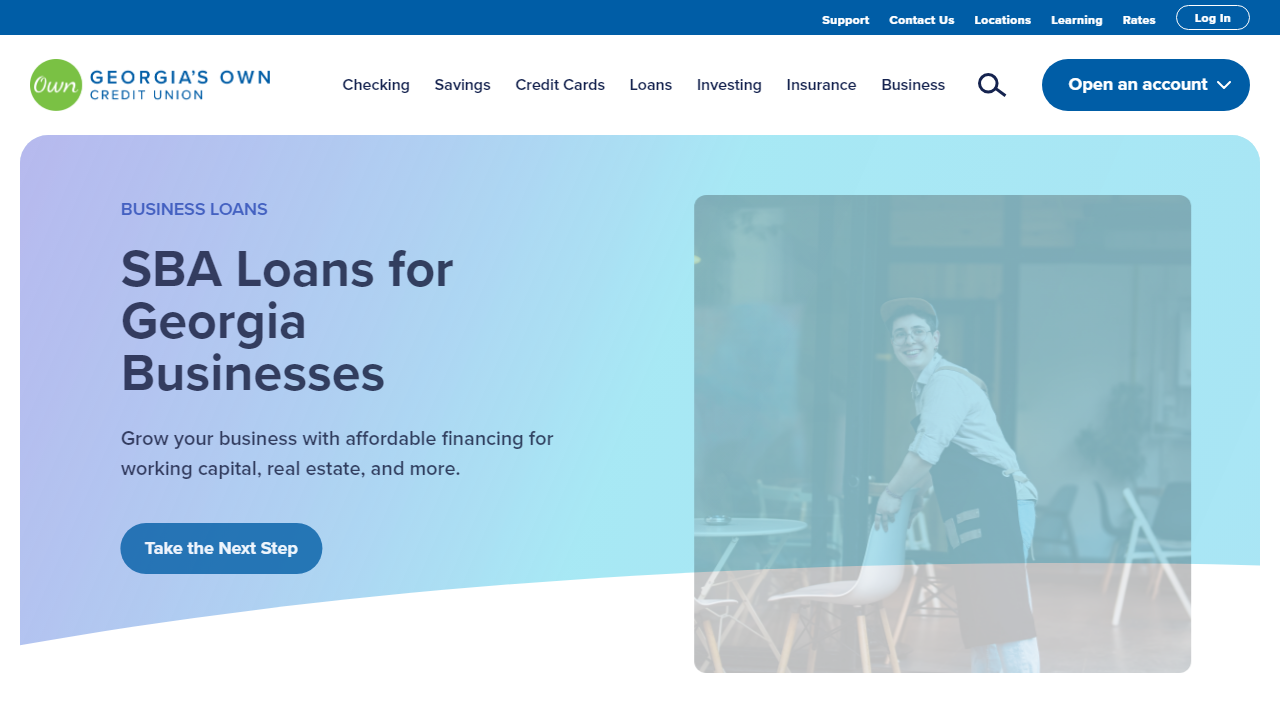 Support Contact Us Locations Learning Rates Log In
Own GEORGIA'S OWN
CREDIT UNION
Checking Savings Credit Cards Loans Investing Insurance Business Open an account
BUSINESS LOANS
SBA Loans for
Georgia
Businesses
Grow your business with affordable financing for
working capital, real estate, and more.
Take the Next Step